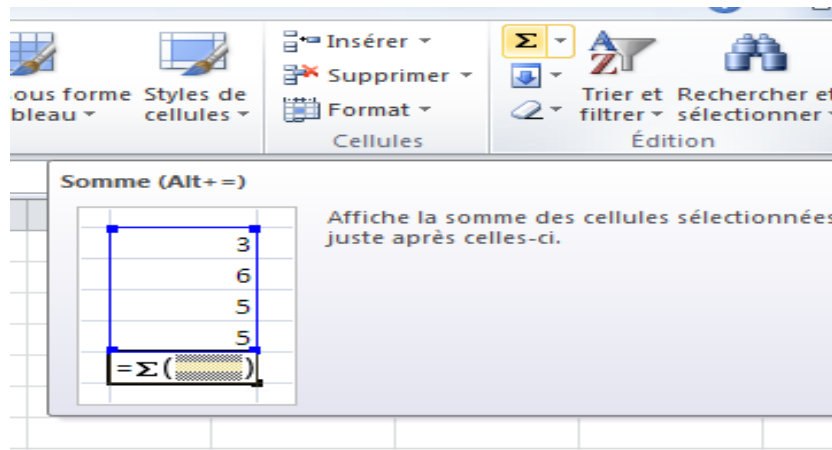 Insérer
Supprimer
Format
Cellules
ous forme
bleau
Styles de
cellules
Σ
Trier et
filtrer
Rechercher et
sélectionner
Édition
Somme (Alt+=)
Affiche la somme des cellules sélectionnées
juste après celles-ci.
3
6
5
5
=Σ( )